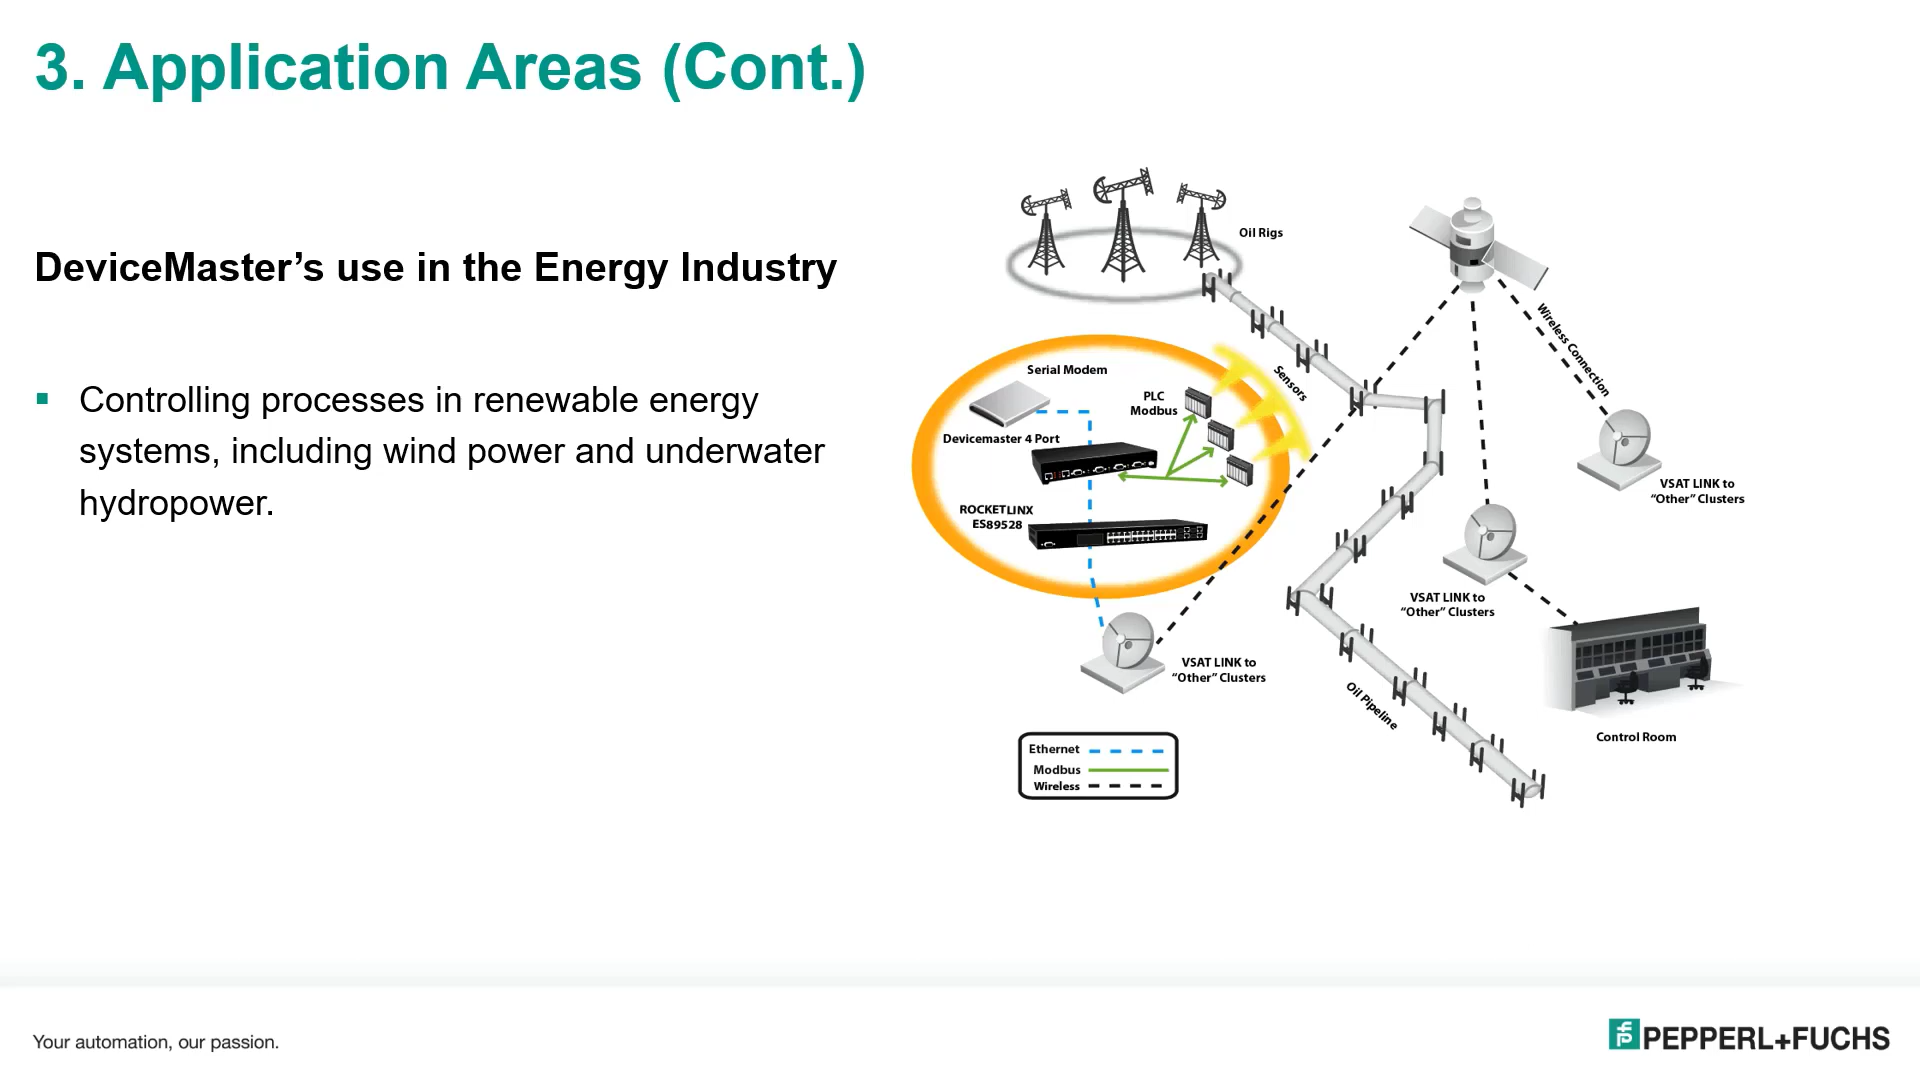 3. Application Areas (Cont.)
DeviceMaster’s use in the Energy Industry
▪ Controlling processes in renewable energy
systems, including wind power and underwater
hydropower.
Oil Rigs
Wireless Connection
Serial Modem
Sensors
PLC
Modbus
Devicemaster 4 Port
ROCKETLINX
ES89528
VSAT LINK to
“Other” Clusters
VSAT LINK to
“Other” Clusters
VSAT LINK to
“Other” Clusters
Oil Pipeline
Control Room
Ethernet
Modbus
Wireless
Your automation, our passion.
PEPPERL+FUCHS